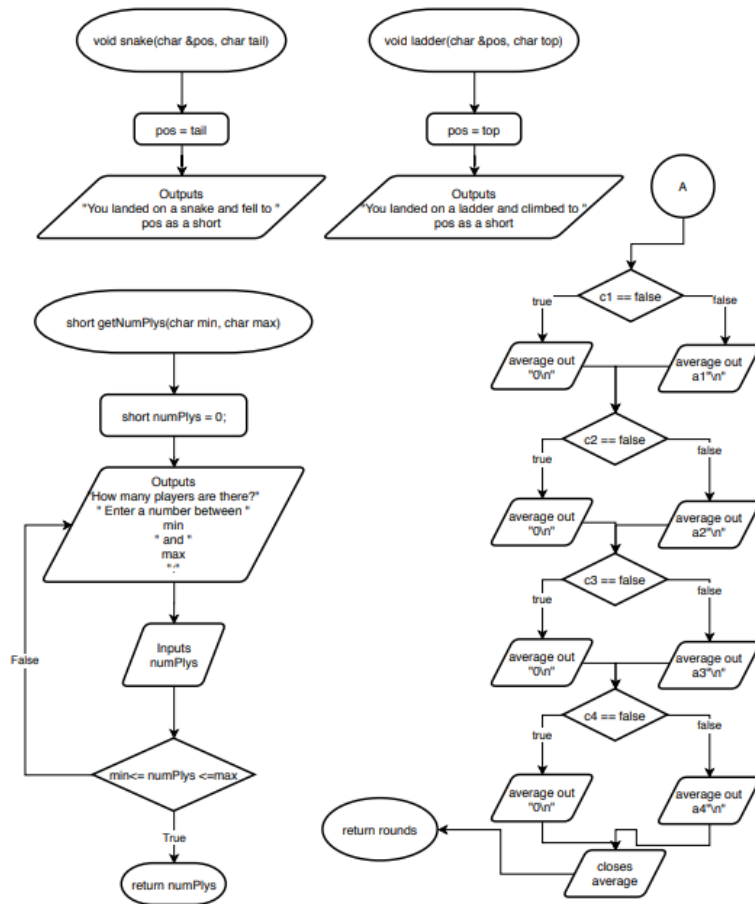 void snake(char &pos, char tail)
pos = tail
Outputs
"You landed on a snake and fell to "
pos as a short
void ladder(char &pos, char top)
pos = top
Outputs
"You landed on a ladder and climbed to "
pos as a short
short getNumPlys(char min, char max)
short numPlys = 0;
Outputs
"How many players are there?"
" Enter a number between "
min
" and "
max
":"
Inputs
numPlys
False
min<= numPlys <=max
True
return numPlys
A
c1 == false
true
false
average out
"0\n"
average out
a1"\n"
c2 == false
true
false
average out
"0\n"
average out
a2"\n"
c3 == false
true
false
average out
"0\n"
average out
a3"\n"
c4 == false
true
false
average out
"0\n"
average out
a4"\n"
closes
average
return rounds